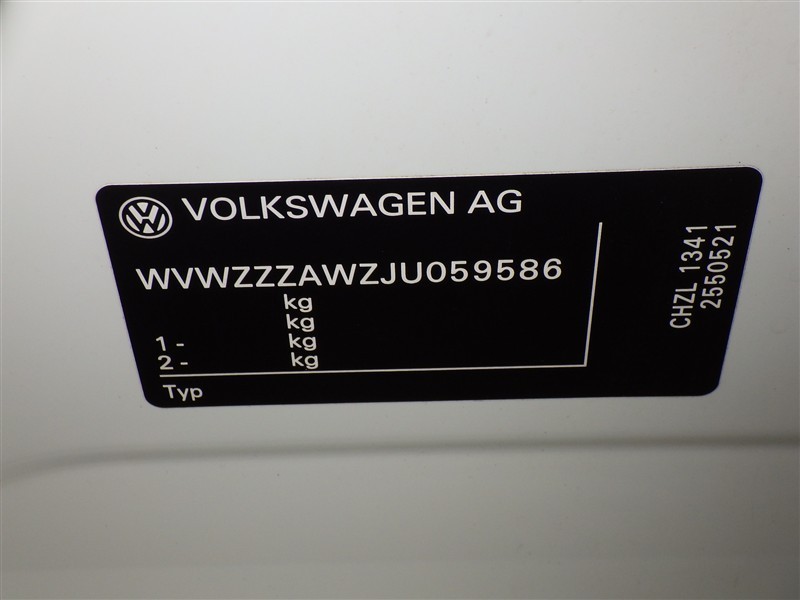 VOLKSWAGEN AG
WVWZZZAWZJU059586
kg
kg
1 - kg
2 - kg
Typ
CHZL 1341
2550521